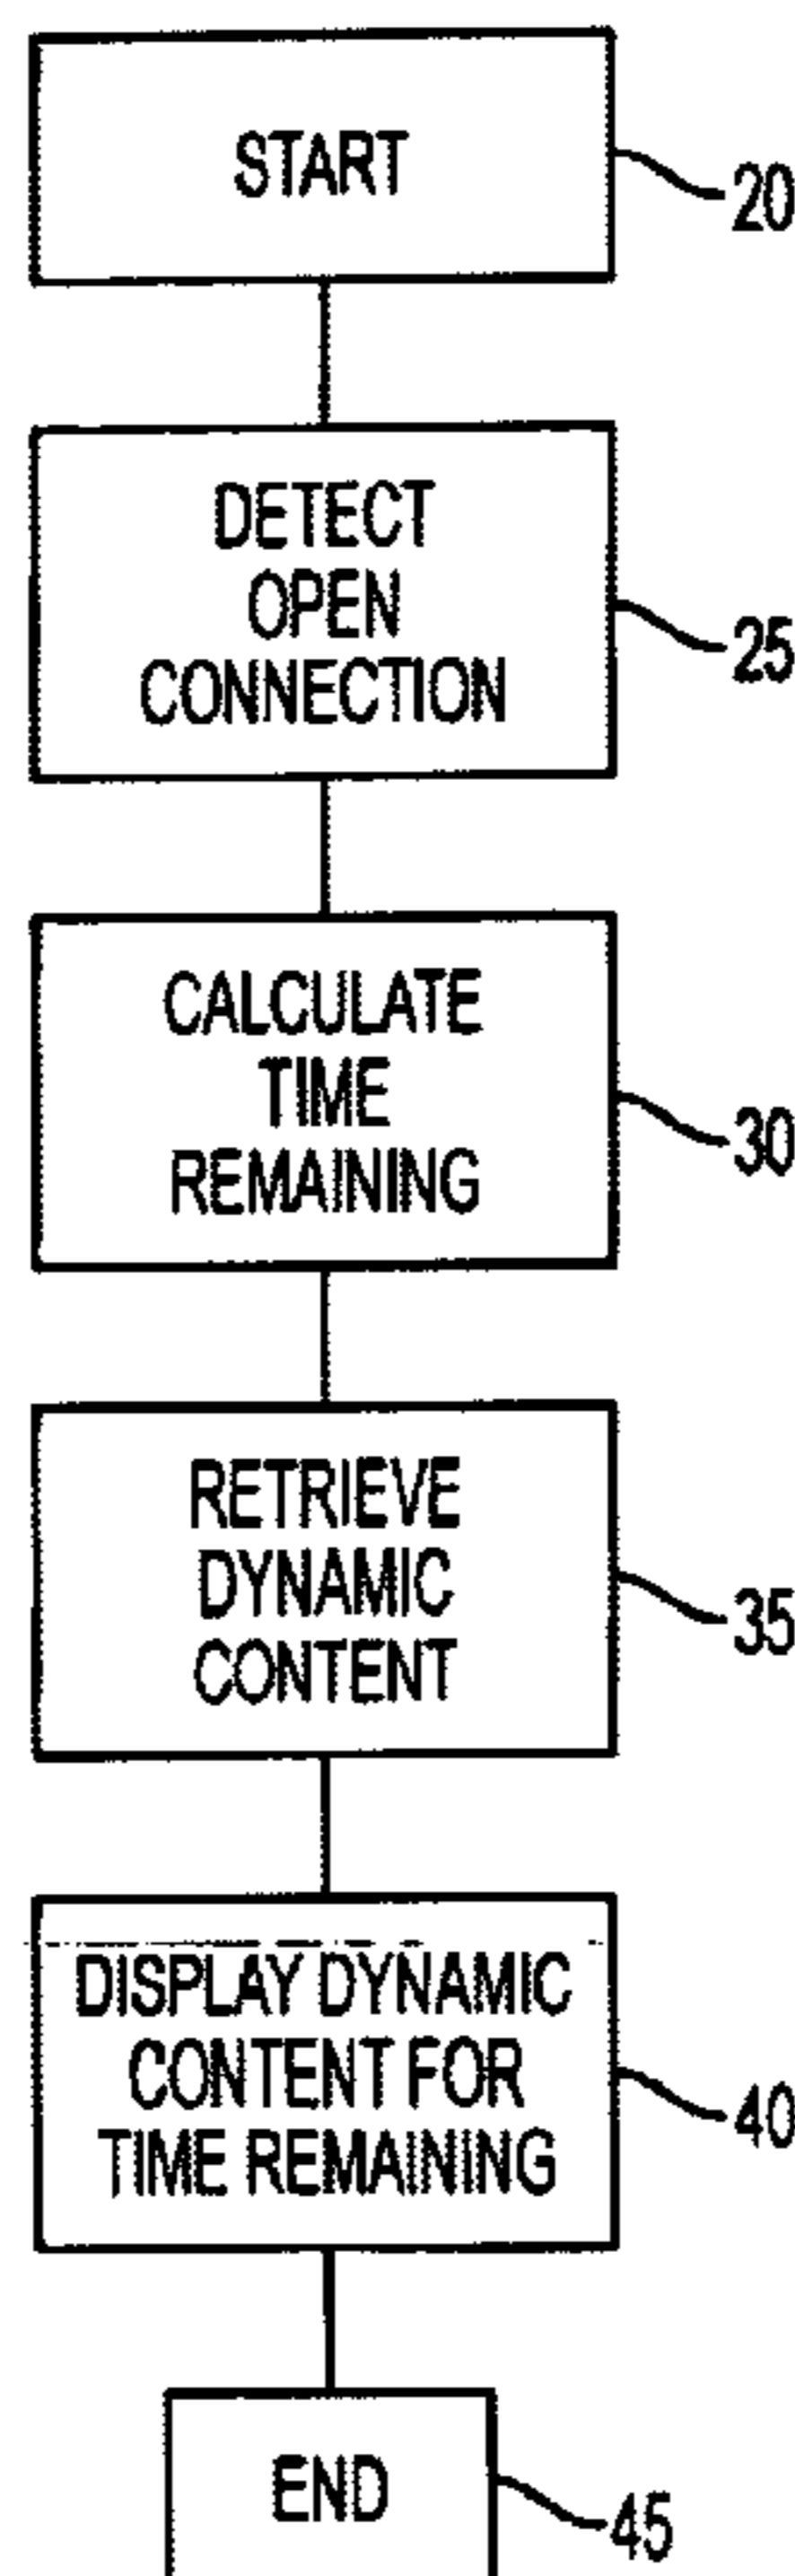 START
20
DETECT
OPEN
CONNECTION
25
CALCULATE
TIME
REMAINING
30
RETRIEVE
DYNAMIC
CONTENT
35
DISPLAY DYNAMIC
CONTENT FOR
TIME REMAINING
40
END
45